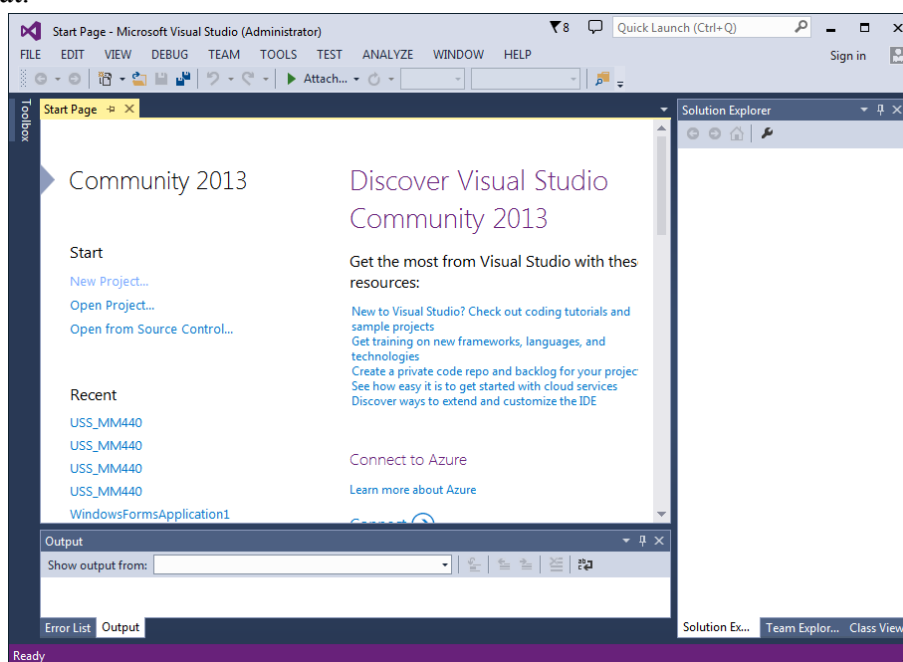 Start Page - Microsoft Visual Studio (Administrator)
8
Quick Launch (Ctrl+Q)
FILE EDIT VIEW DEBUG TEAM TOOLS TEST ANALYZE WINDOW HELP
Sign in
Attach...
Toolbox
Start Page
Solution Explorer
Community 2013
Start
New Project...
Open Project...
Open from Source Control...
Recent
USS_MM440
USS_MM440
USS_MM440
USS_MM440
WindowsFormsApplication1
Discover Visual Studio
Community 2013
Get the most from Visual Studio with thes
resources:
New to Visual Studio? Check out coding tutorials and
sample projects
Get training on new frameworks, languages, and
technologies
Create a private code repo and backlog for your projec
See how easy it is to get started with cloud services
Discover ways to extend and customize the IDE
Connect to Azure
Learn more about Azure
Connect
Output
Show output from:
Error List Output
Solution Ex... Team Explor... Class View
Ready